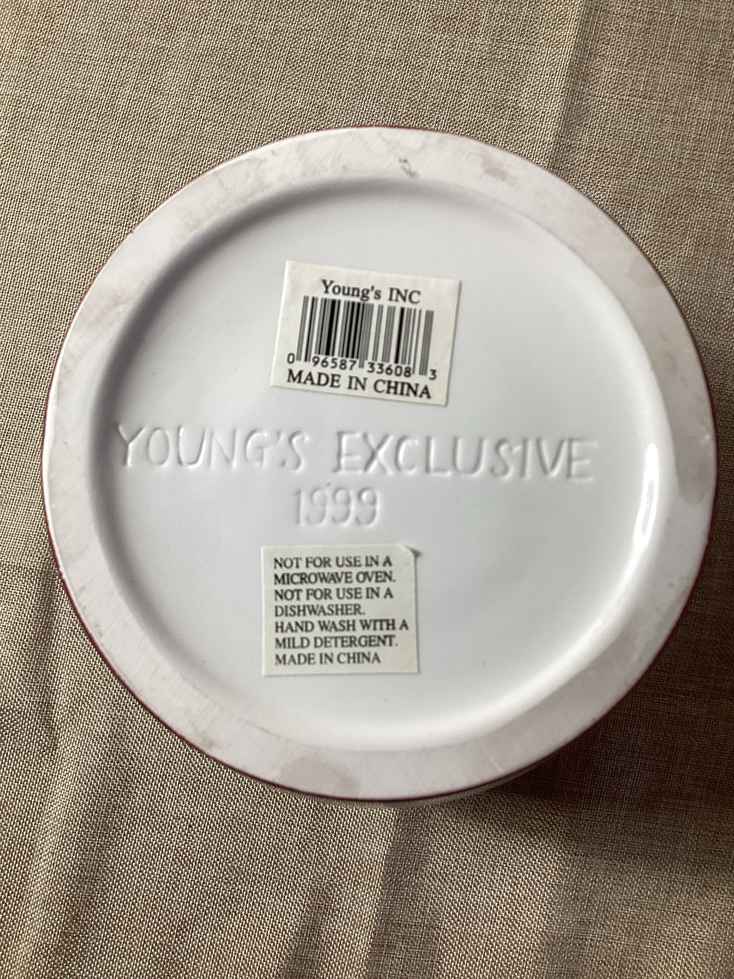 Young's INC
0 96587 33608 3
MADE IN CHINA
YOUNG'S EXCLUSIVE
1999
NOT FOR USE IN A
MICROWAVE OVEN.
NOT FOR USE IN A
DISHWASHER.
HAND WASH WITH A
MILD DETERGENT.
MADE IN CHINA